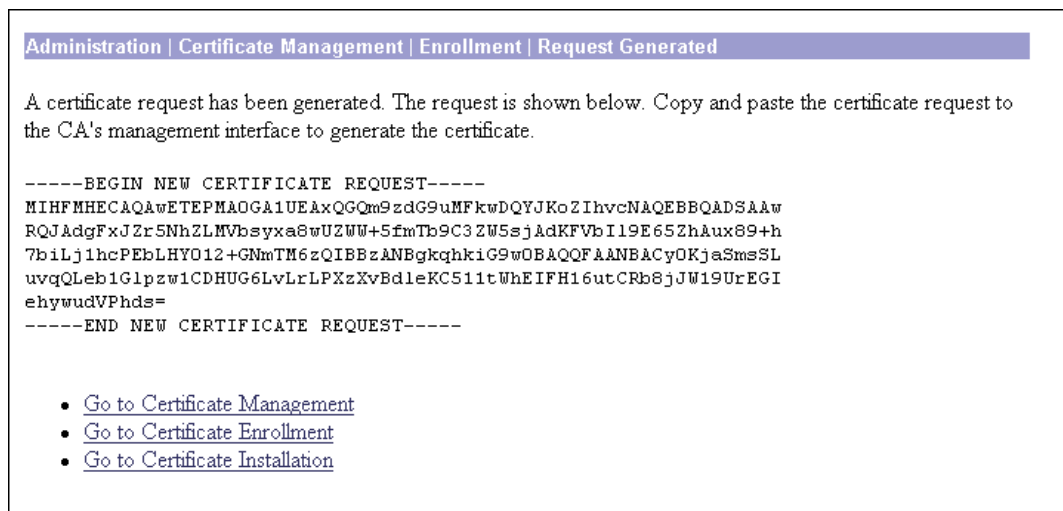 Administration | Certificate Management | Enrollment | Request Generated
A certificate request has been generated. The request is shown below. Copy and paste the certificate request to
the CA's management interface to generate the certificate.
-----BEGIN NEW CERTIFICATE REQUEST-----
MIHFMHECAQAwETEPMA0GA1UEAxQGQm9zdG9uMFkwDQYJKoZIhvcNAQEBBQADSAAw
RQJAdgFxJZr5NhZLMVbsyxa8wUZWW+5fmTb9C3ZW5sjAdKFVbIl9E65ZhAux89+h
7biLj1hcPEbLHYO12+GNmTM6zQIBBzANBgkqhkiG9w0BAQQFAANBACyOKjaSmsSL
uvqQLeb1Glpzw1CDHUG6LvLrLPXzXvBdleKC511tWhEIFH16utCRb8jJW19UrEGI
ehywudVPhds=
-----END NEW CERTIFICATE REQUEST-----
Go to Certificate Management
Go to Certificate Enrollment
Go to Certificate Installation